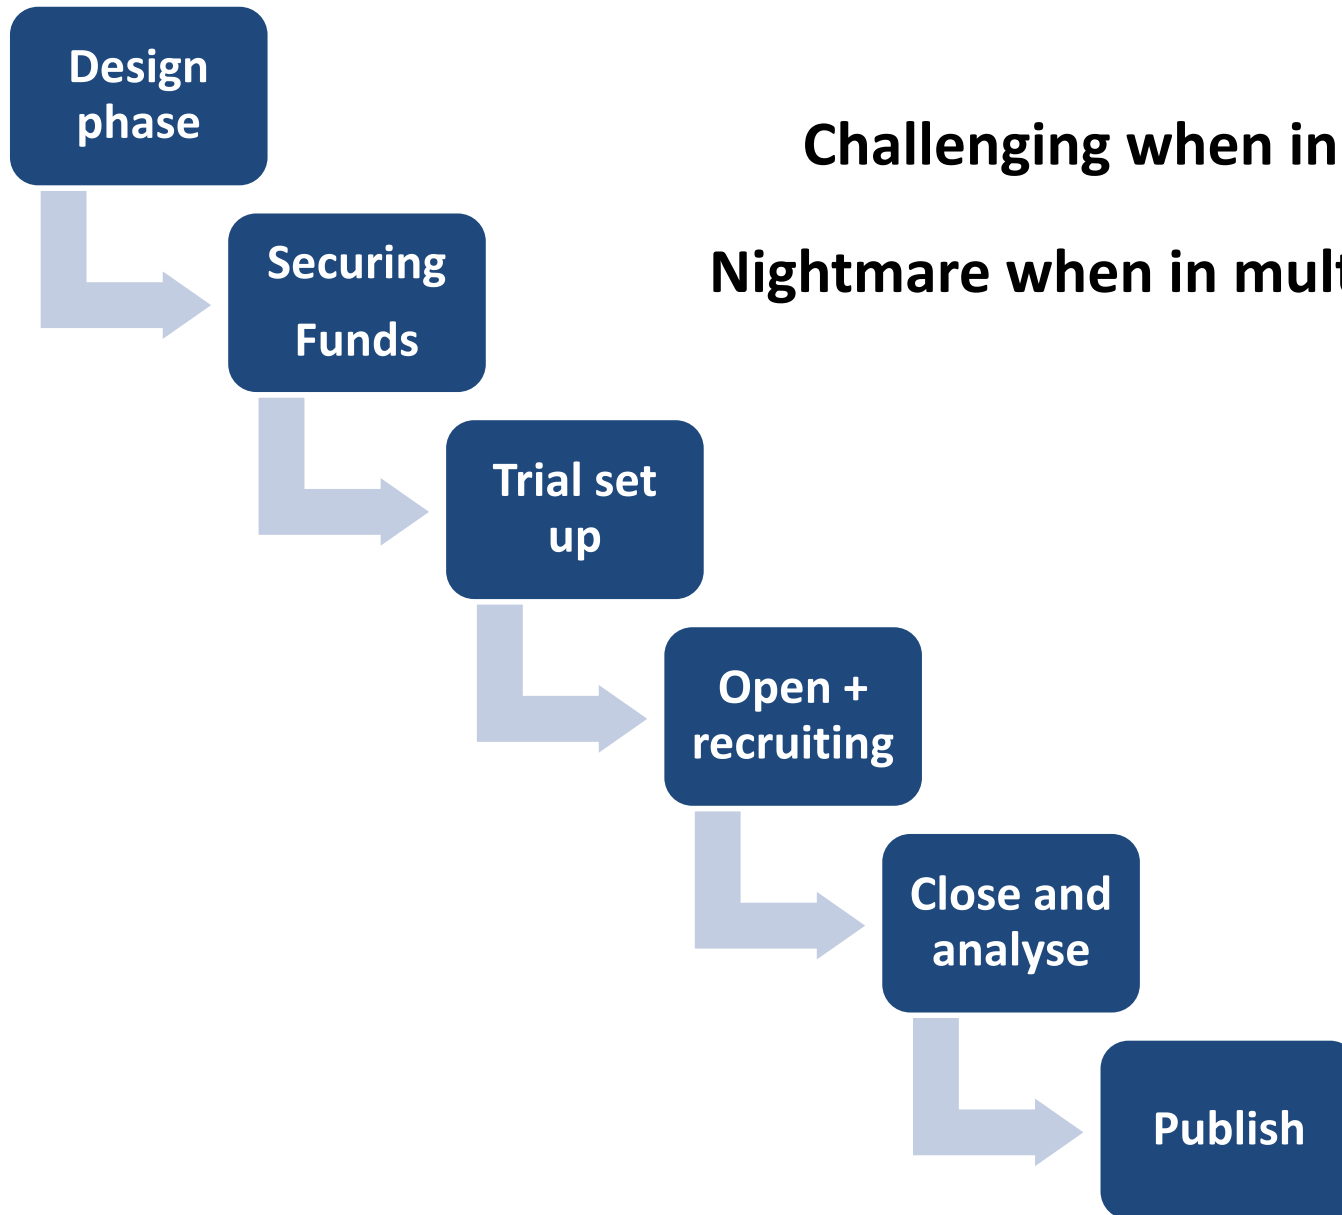 Design
phase
Challenging when in
Nightmare when in
Securing
Funds
Trial set
up
Open +
recruiting
Close and
analyse
Publish